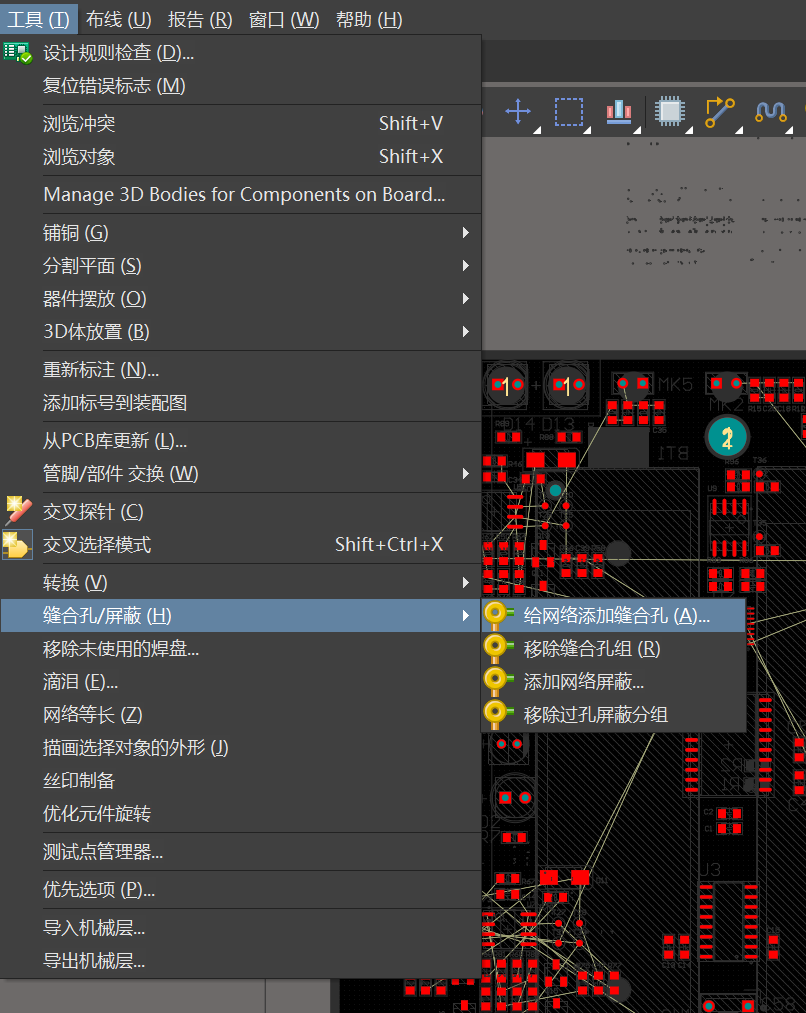 工具 (T) 布线 (U) 报告 (R) 窗口 (W) 帮助 (H)
设计规则检查 (D)...
复位错误标志 (M)
浏览冲突 Shift+V
浏览对象 Shift+X
Manage 3D Bodies for Components on Board...
铺铜 (G)
分割平面 (S)
器件摆放 (O)
3D体放置 (B)
重新标注 (N)...
添加标号到装配图
从PCB库更新 (L)...
管脚/部件 交换 (W)
交叉探针 (C)
交叉选择模式 Shift+Ctrl+X
转换 (V)
缝合孔/屏蔽 (H)
给网络添加缝合孔 (A)...
移除缝合孔组 (R)
添加网络屏蔽...
移除过孔屏蔽分组
移除未使用的焊盘...
滴泪 (E)...
网络等长 (Z)
描画选择对象的外形 (J)
丝印制备
优化元件旋转
测试点管理器...
优先选项 (P)...
导入机械层...
导出机械层...
1
1
MK5
MK2
D14 D13
2
BT1
U9
J3